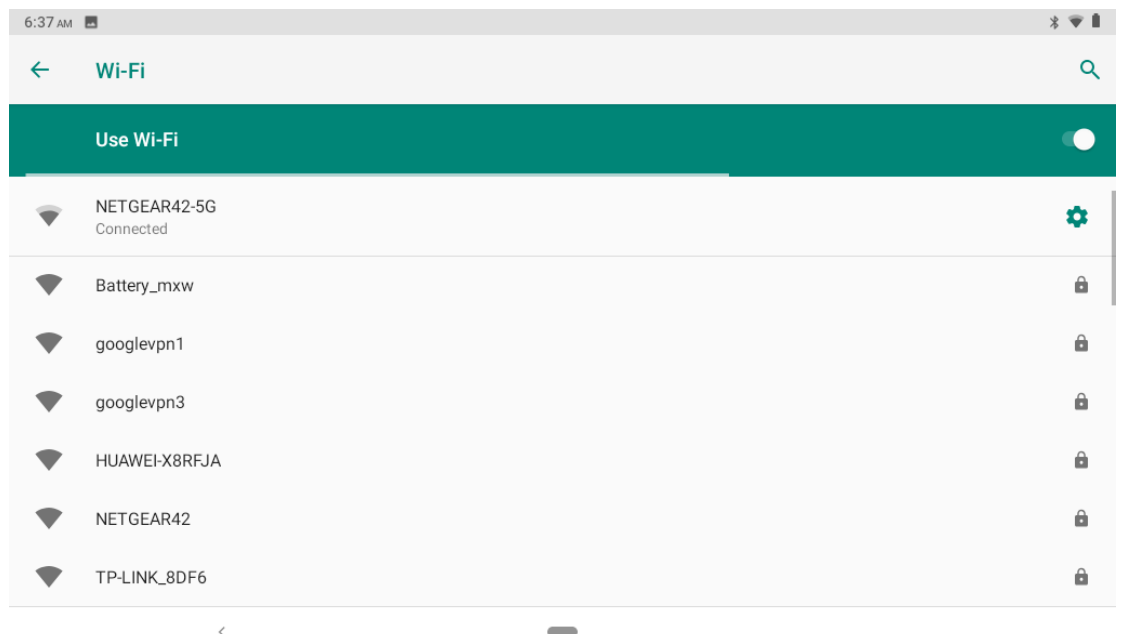 6:37 AM
Wi-Fi
Use Wi-Fi
NETGEAR42-5G
Connected
Battery_mxw
googlevpn1
googlevpn3
HUAWEI-X8RFJA
NETGEAR42
TP-LINK_8DF6